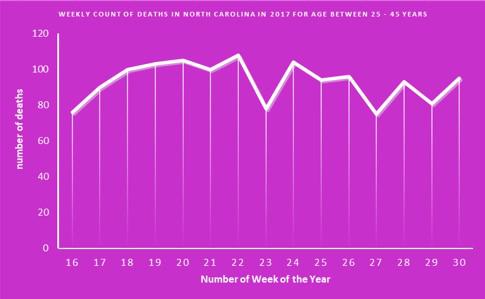 WEEKLY COUNT OF DEATHS IN NORTH CAROLINA IN 2017 FOR AGE BETWEEN 25 - 45 YEARS
120
100
80
60
40
20
0
number of deaths
16 17 18 19 20 21 22 23 24 25 26 27 28 29 30
Number of Week of the Year